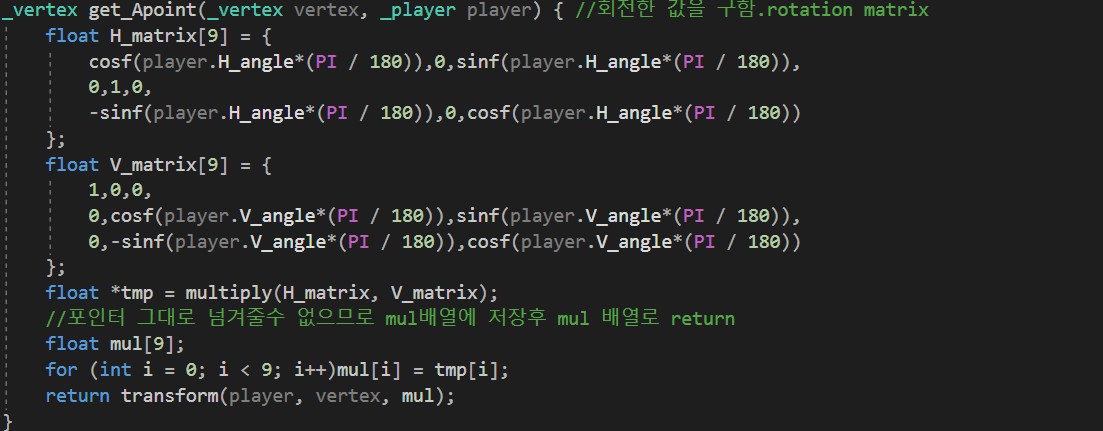 _vertex get_Apoint(_vertex vertex, _player player) { //회전한 값을 구함.rotation matrix
    float H_matrix[9] = {
        cosf(player.H_angle*(PI / 180)),0,sinf(player.H_angle*(PI / 180)),
        0,1,0,
        -sinf(player.H_angle*(PI / 180)),0,cosf(player.H_angle*(PI / 180))
    };
    float V_matrix[9] = {
        1,0,0,
        0,cosf(player.V_angle*(PI / 180)),sinf(player.V_angle*(PI / 180)),
        0,-sinf(player.V_angle*(PI / 180)),cosf(player.V_angle*(PI / 180))
    };
    float *tmp = multiply(H_matrix, V_matrix);
    //포인터 그대로 넘겨줄수 없으므로 mul배열에 저장후 mul 배열로 return
    float mul[9];
    for (int i = 0; i < 9; i++)mul[i] = tmp[i];
    return transform(player, vertex, mul);
}